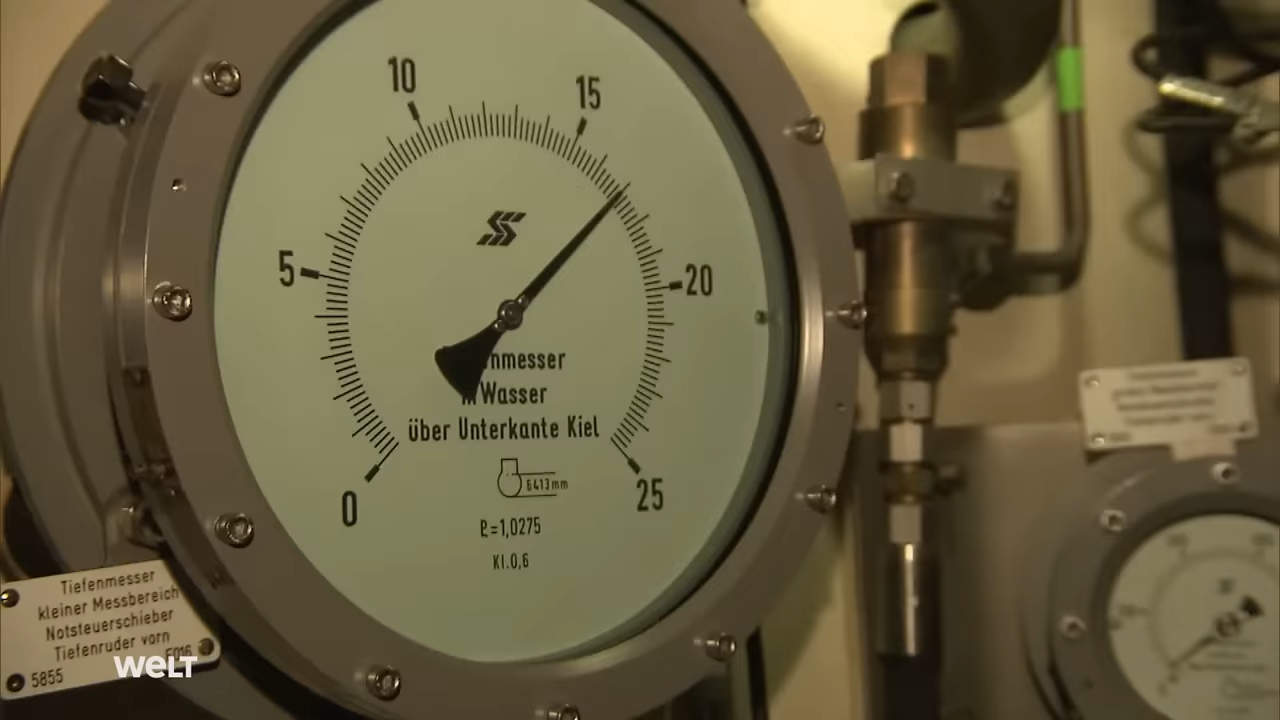 10
15
5
20
nmesser
Wasser
über Unterkante Kiel
6413mm
0
25
ρ=1,0275
Kl.0,6
Tiefenmesser
kleiner Messbereich
Notsteuerschieber
Tiefenruder vorn
5855
welt